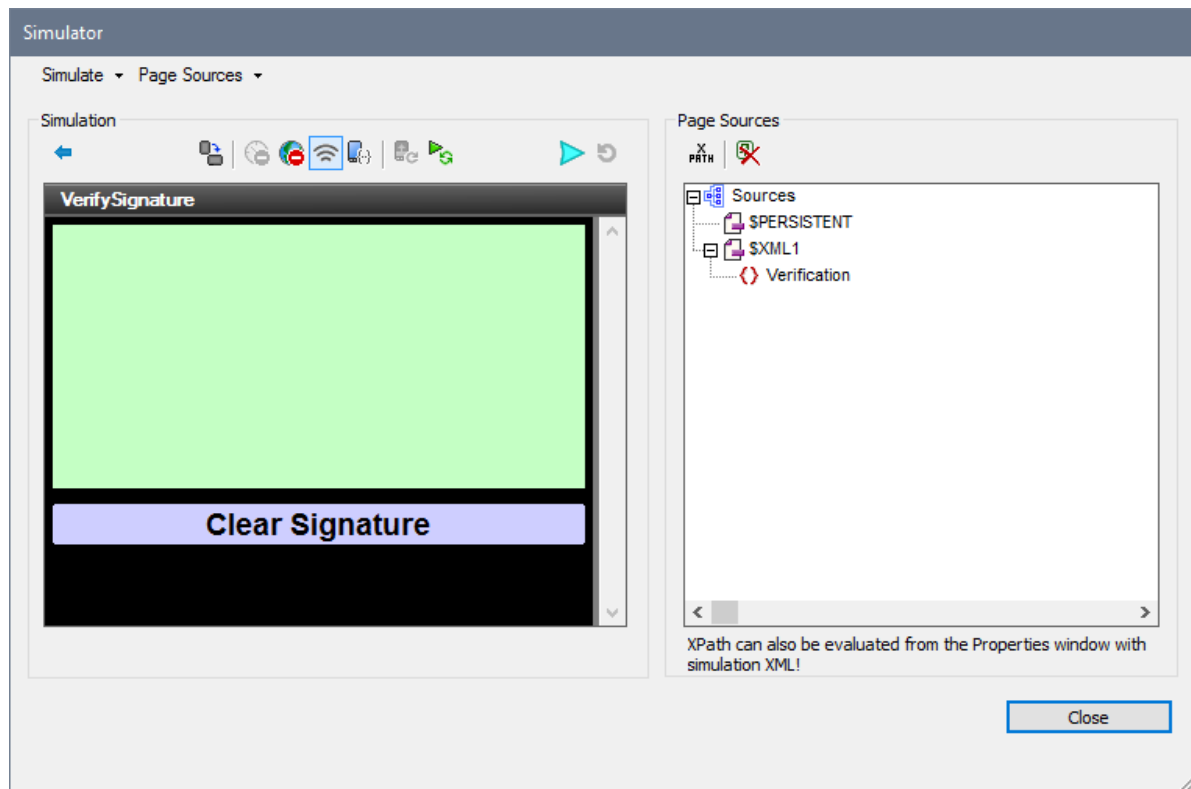 Simulator
Simulate Page Sources
Simulation
VerifySignature
Clear Signature
Page Sources
X
PATH
Sources
$PERSISTENT
$XML1
{} Verification
XPath can also be evaluated from the Properties window with
simulation XML!
Close